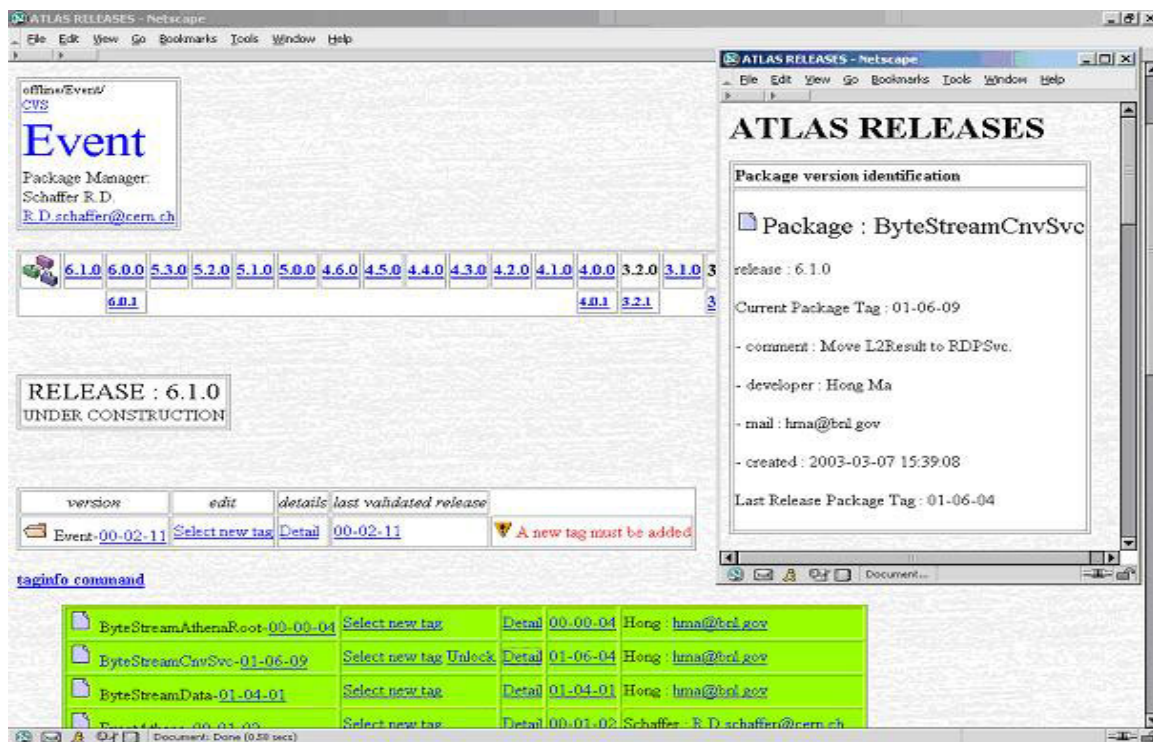 ATLAS RELEASES - Netscape
File Edit View Go Bookmarks Tools Window Help
offline/Event/
CVS
Event
Package Manager:
Schaffer R.D.
R.D.schaffer@cern.ch
6.1.0 6.0.0 5.3.0 5.2.0 5.1.0 5.0.0 4.6.0 4.5.0 4.4.0 4.3.0 4.2.0 4.1.0 4.0.0 3.2.0 3.1.0 3
6.0.1 4.0.1 3.2.1 3
RELEASE : 6.1.0
UNDER CONSTRUCTION
version edit details last validated release
Event-00-02-11 Select new tag Detail 00-02-11 A new tag must be added
taginfo command
ByteStreamAthenaRoot-00-00-04 Select new tag Detail 00-00-04 Hong : hma@bnl.gov
ByteStreamCnvSvc-01-06-09 Select new tag Unlock Detail 01-06-04 Hong : hma@bnl.gov
ByteStreamData-01-04-01 Select new tag Detail 01-04-01 Hong : hma@bnl.gov
Select new tag Detail 00-01-02 Schaffer : R.D.schaffer@cern.ch
Document: Done (0.58 secs)
ATLAS RELEASES - Netscape
File Edit View Go Bookmarks Tools Window Help
ATLAS RELEASES
Package version identification
Package : ByteStreamCnvSvc
release : 6.1.0
Current Package Tag : 01-06-09
- comment : Move L2Result to RDPSvc.
- developer : Hong Ma
- mail : hma@bnl.gov
- created : 2003-03-07 15:39:08
Last Release Package Tag : 01-06-04
Document...